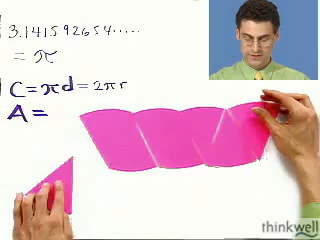 3.141592654.....
= π
C = πd = 2πr
A =
thinkwell